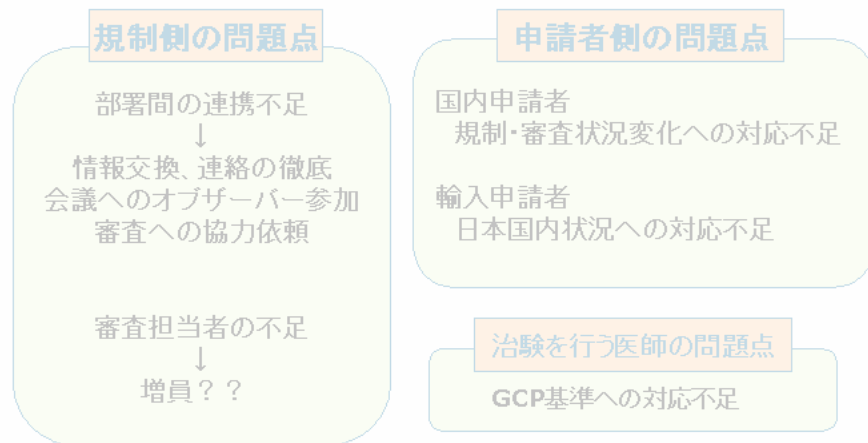 規制側の問題点
部署間の連携不足
↓
情報交換、連絡の徹底
会議へのオブザーバー参加
審査への協力依頼
審査担当者の不足
↓
増員？？
申請者側の問題点
国内申請者
規制・審査状況変化への対応不足
輸入申請者
日本国内状況への対応不足
治験を行う医師の問題点
GCP基準への対応不足